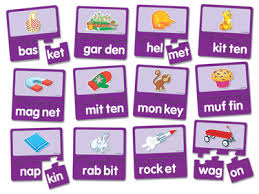 bas ket
gar den
hel met
kit ten
mag net
mit ten
mon key
muf fin
nap kin
rab bit
rock et
wag on